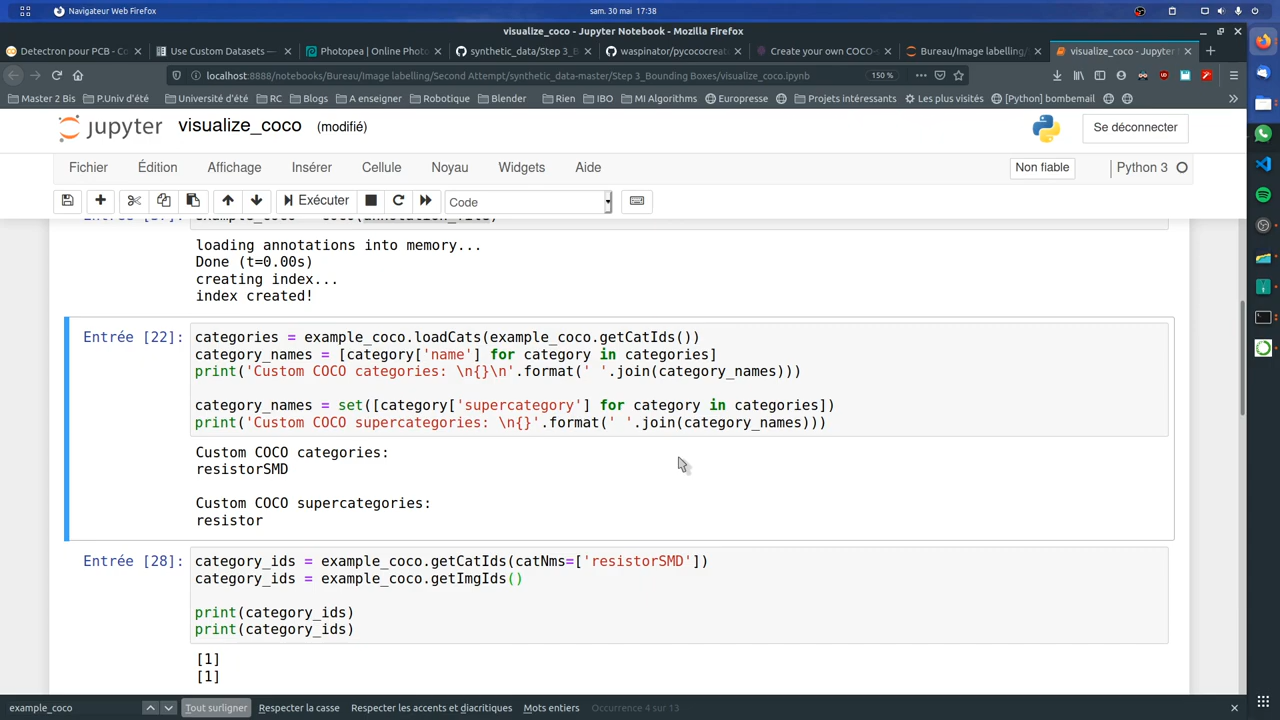 Navigateur Web Firefox
sam. 30 mai 17:38
visualize_coco - Jupyter Notebook - Mozilla Firefox
Detectron pour PCB - Co
Use Custom Datasets —
Photopea | Online Phot
synthetic_data/Step 3_B
waspinator/pycococrea
Create your own COCO-s
Bureau/Image labelling/
visualize_coco - Jupyter
localhost:8888/notebooks/Bureau/Image labelling/Second Attempt/synthetic_data-master/Step 3_Bounding Boxes/visualize_coco.ipynb
150 %
Master 2 Bis
P.Univ d'été
Université d'été
RC
Blogs
A enseigner
Robotique
Blender
Rien
IBO
MI Algorithms
Europresse
Projets intéressants
Les plus visités
[Python] bombemail
jupyter visualize_coco (modifié)
Se déconnecter
Fichier Édition Affichage Insérer Cellule Noyau Widgets Aide
Non fiable
Python 3
Exécuter
Code
loading annotations into memory...
Done (t=0.00s)
creating index...
index created!
Entrée [22]: categories = example_coco.loadCats(example_coco.getCatIds())
category_names = [category['name'] for category in categories]
print('Custom COCO categories: \n{}\n'.format(' '.join(category_names)))
category_names = set([category['supercategory'] for category in categories])
print('Custom COCO supercategories: \n{}'.format(' '.join(category_names)))
Custom COCO categories:
resistorSMD
Custom COCO supercategories:
resistor
Entrée [28]: category_ids = example_coco.getCatIds(catNms=['resistorSMD'])
category_ids = example_coco.getImgIds()
print(category_ids)
print(category_ids)
[1]
[1]
example_coco
Tout surligner
Respecter la casse
Respecter les accents et diacritiques
Mots entiers
Occurrence 4 sur 13